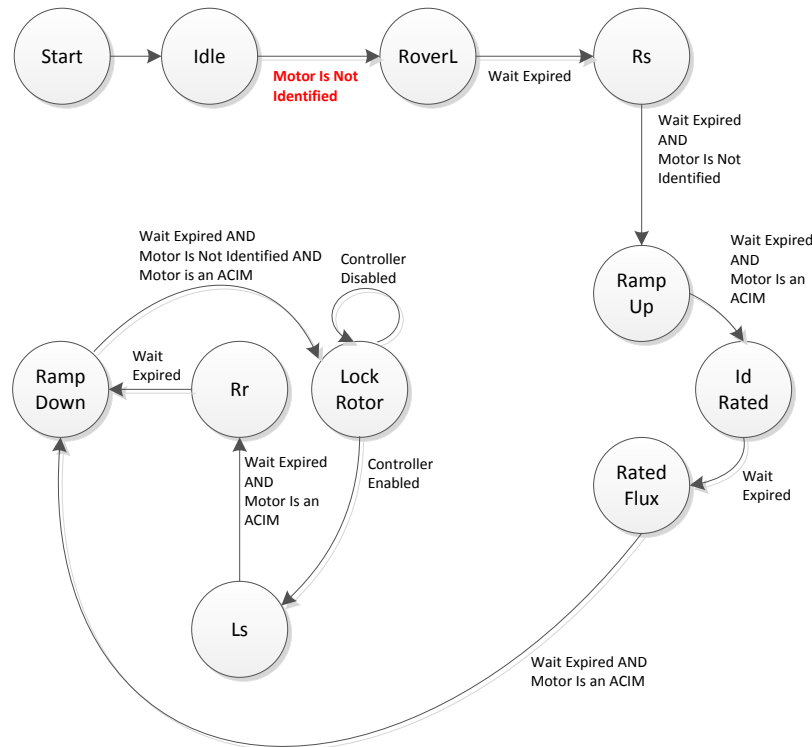 Start
Idle
Motor Is Not
Identified
RoverL
Wait Expired
Rs
Wait Expired
AND
Motor Is Not
Identified
Ramp
Up
Wait Expired
AND
Motor Is an
ACIM
Id
Rated
Wait
Expired
Rated
Flux
Wait Expired AND
Motor Is an ACIM
Ramp
Down
Wait Expired AND
Motor Is Not Identified AND
Motor is an ACIM
Controller
Disabled
Lock
Rotor
Controller
Enabled
Ls
Wait Expired
AND
Motor Is an
ACIM
Rr
Wait
Expired